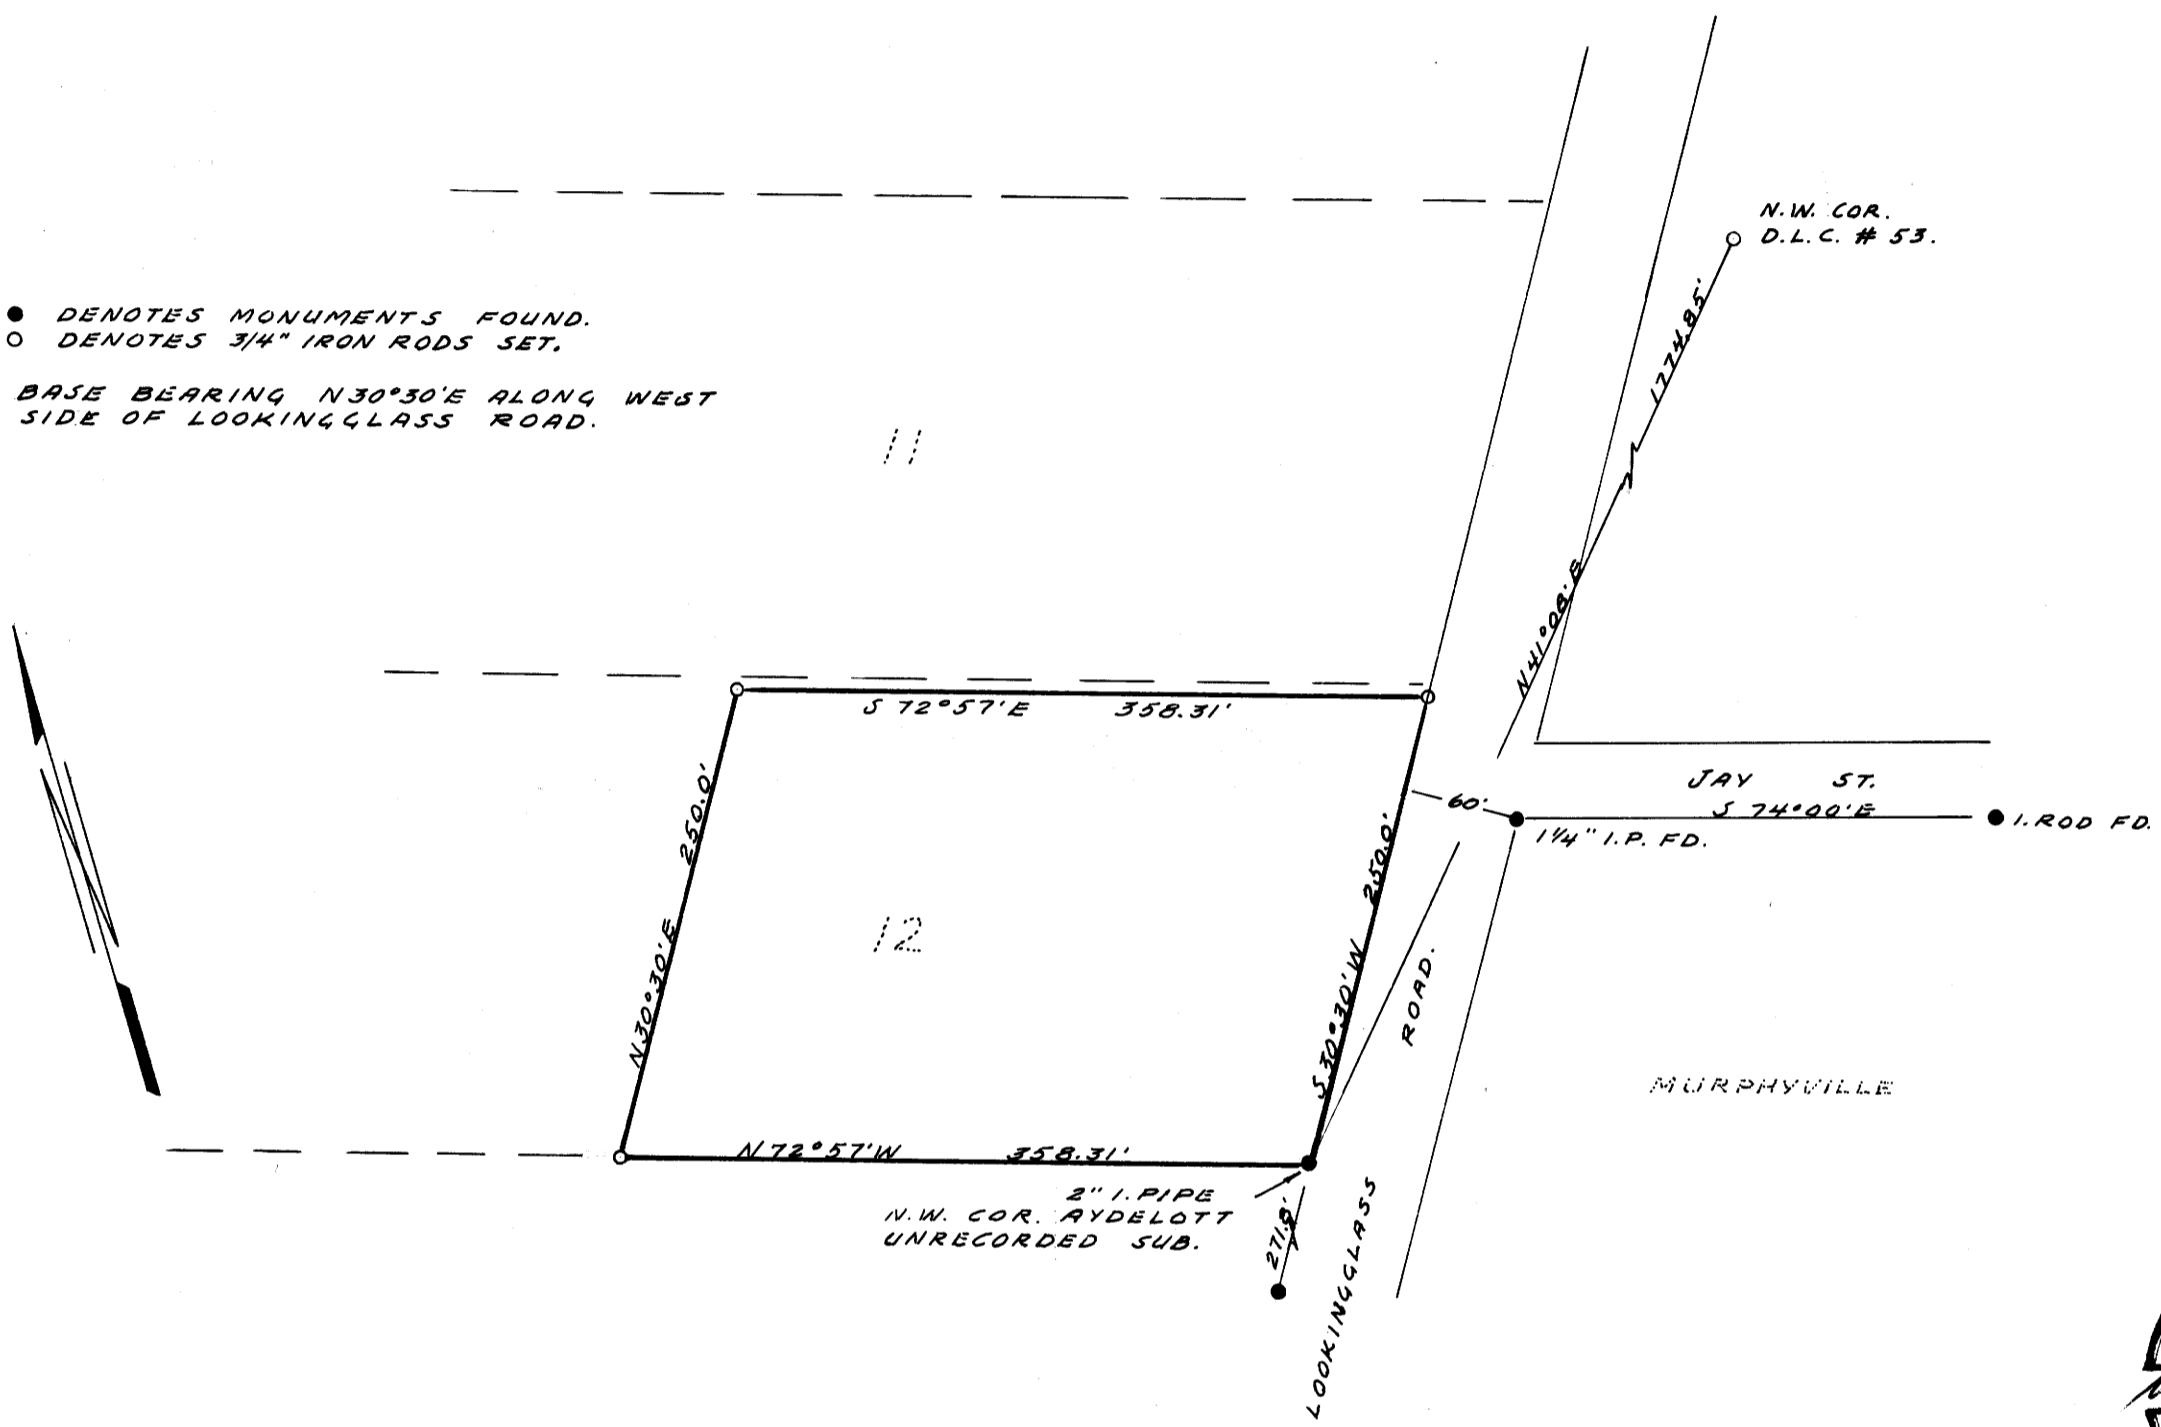 N.W. COR.
D.L.C. # 53.
1774.85'
N41°08'E
● DENOTES MONUMENTS FOUND.
○ DENOTES 3/4" IRON RODS SET.
BASE BEARING N30°30'E ALONG WEST
SIDE OF LOOKINGGLASS ROAD.
11
S 72°57'E 358.31'
N30°30'E 250.0'
12
S30°30'W 250.0'
60'
JAY ST.
S 74°00'E
1¼" I.P. FD.
I.ROD FD.
ROAD.
MURPHYVILLE
N72°57'W 358.31'
2" I.PIPE
N.W. COR. AYDELOTT
UNRECORDED SUB.
271.8'
LOOKINGGLASS